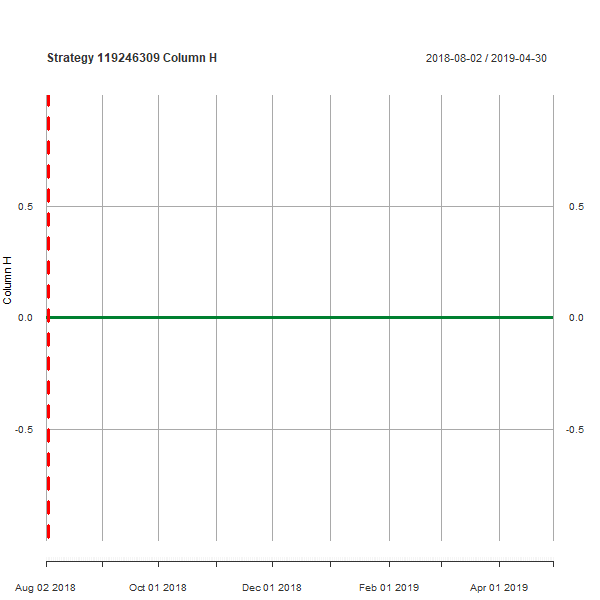 Strategy 119246309 Column H
2018-08-02 / 2019-04-30
0.5
0.5
Column H
0.0
0.0
-0.5
-0.5
Aug 02 2018
Oct 01 2018
Dec 01 2018
Feb 01 2019
Apr 01 2019